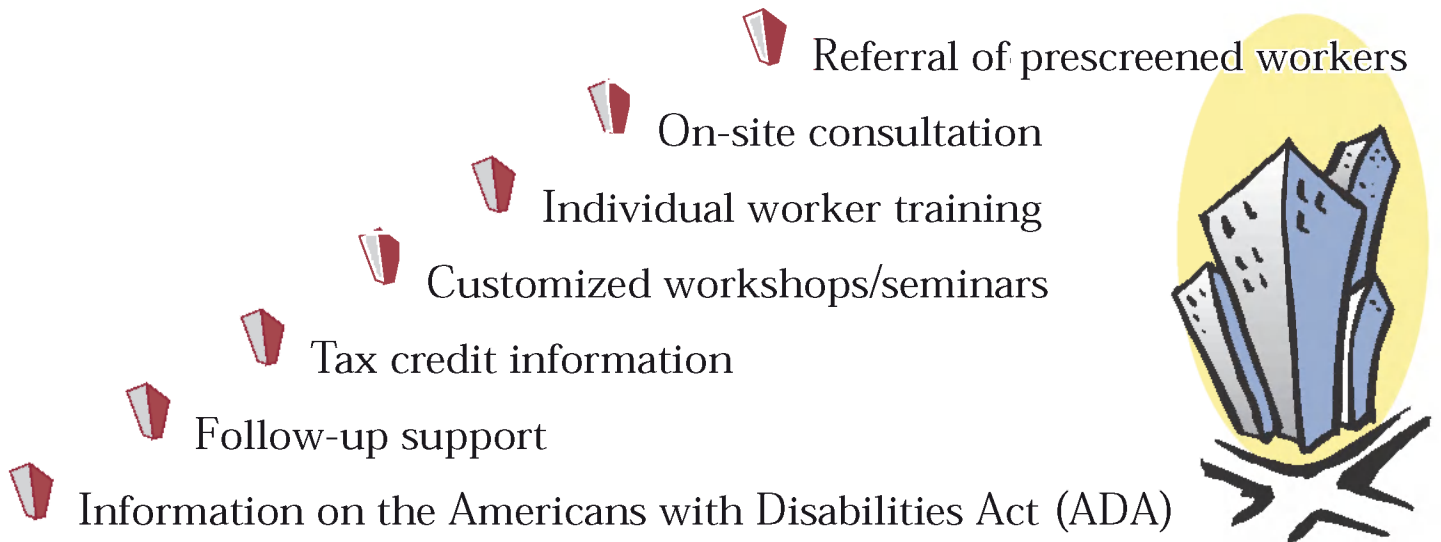 Referral of prescreened workers
On-site consultation
Individual worker training
Customized workshops/seminars
Tax credit information
Follow-up support
Information on the Americans with Disabilities Act (ADA)